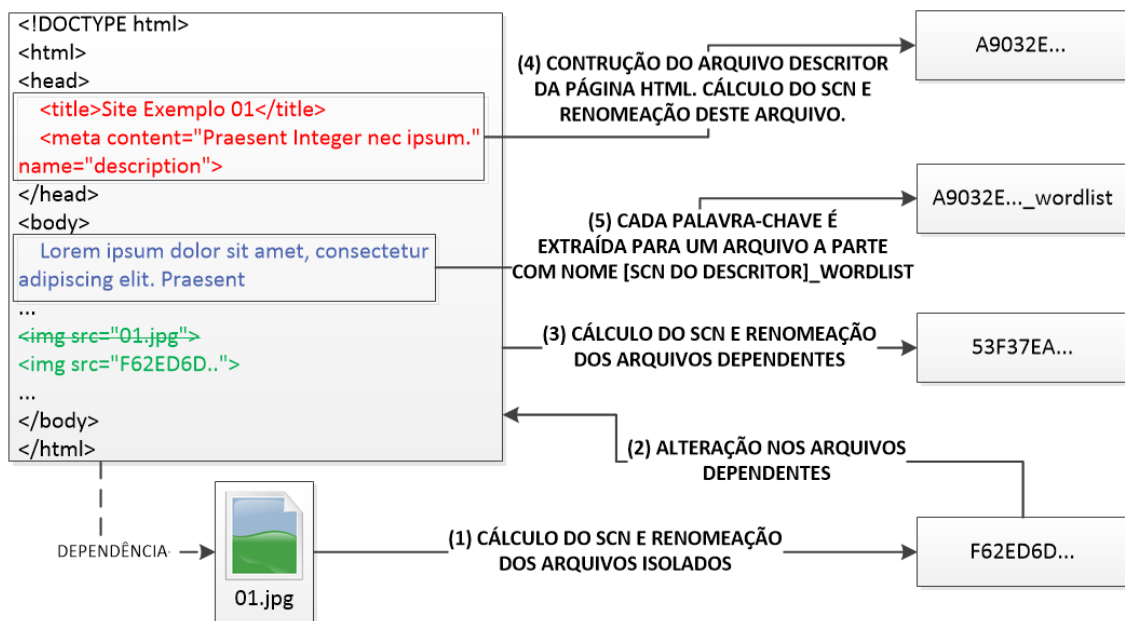 <!DOCTYPE html>
<html>
<head>
<title>Site Exemplo 01</title>
<meta content="Praesent Integer nec ipsum."
name="description">
</head>
<body>
Lorem ipsum dolor sit amet, consectetur
adipiscing elit. Praesent
...
<img src="01.jpg">
<img src="F62ED6D..">
...
</body>
</html>
(4) CONTRUÇÃO DO ARQUIVO DESCRITOR
DA PÁGINA HTML. CÁLCULO DO SCN E
RENOMEAÇÃO DESTE ARQUIVO.
A9032E...
(5) CADA PALAVRA-CHAVE É
EXTRAÍDA PARA UM ARQUIVO A PARTE
COM NOME [SCN DO DESCRITOR]_WORDLIST
A9032E..._wordlist
(3) CÁLCULO DO SCN E RENOMEAÇÃO
DOS ARQUIVOS DEPENDENTES
53F37EA...
(2) ALTERAÇÃO NOS ARQUIVOS
DEPENDENTES
DEPENDÊNCIA
01.jpg
(1) CÁLCULO DO SCN E RENOMEAÇÃO
DOS ARQUIVOS ISOLADOS
F62ED6D...